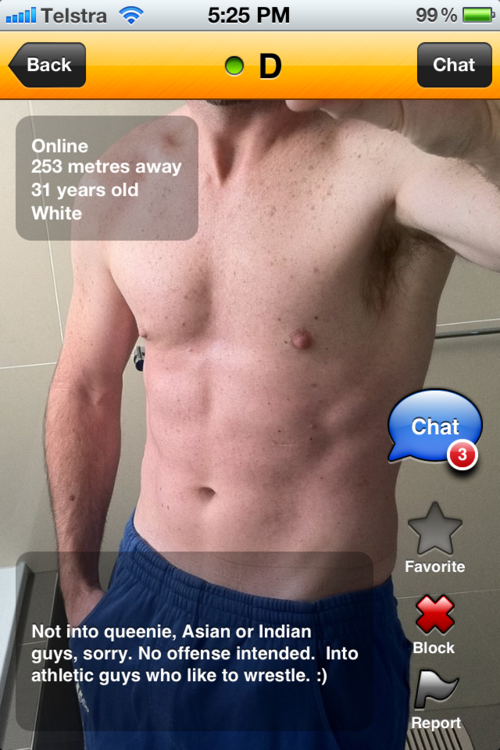 Telstra 5:25 PM 99%
Back D Chat
Online
253 metres away
31 years old
White
Chat
3
Favorite
Block
Not into queenie, Asian or Indian
guys, sorry. No offense intended.  Into
athletic guys who like to wrestle. :)
Report